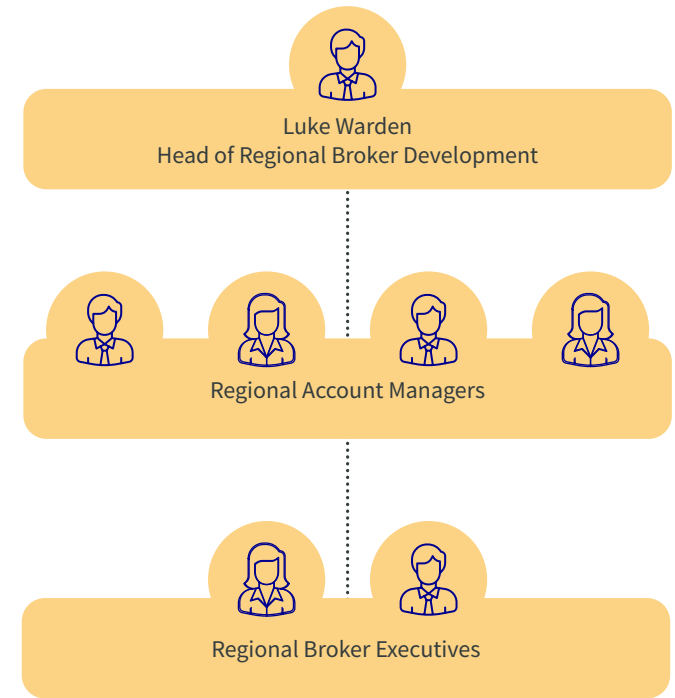 Luke Warden
Head of Regional Broker Development
Regional Account Managers
Regional Broker Executives